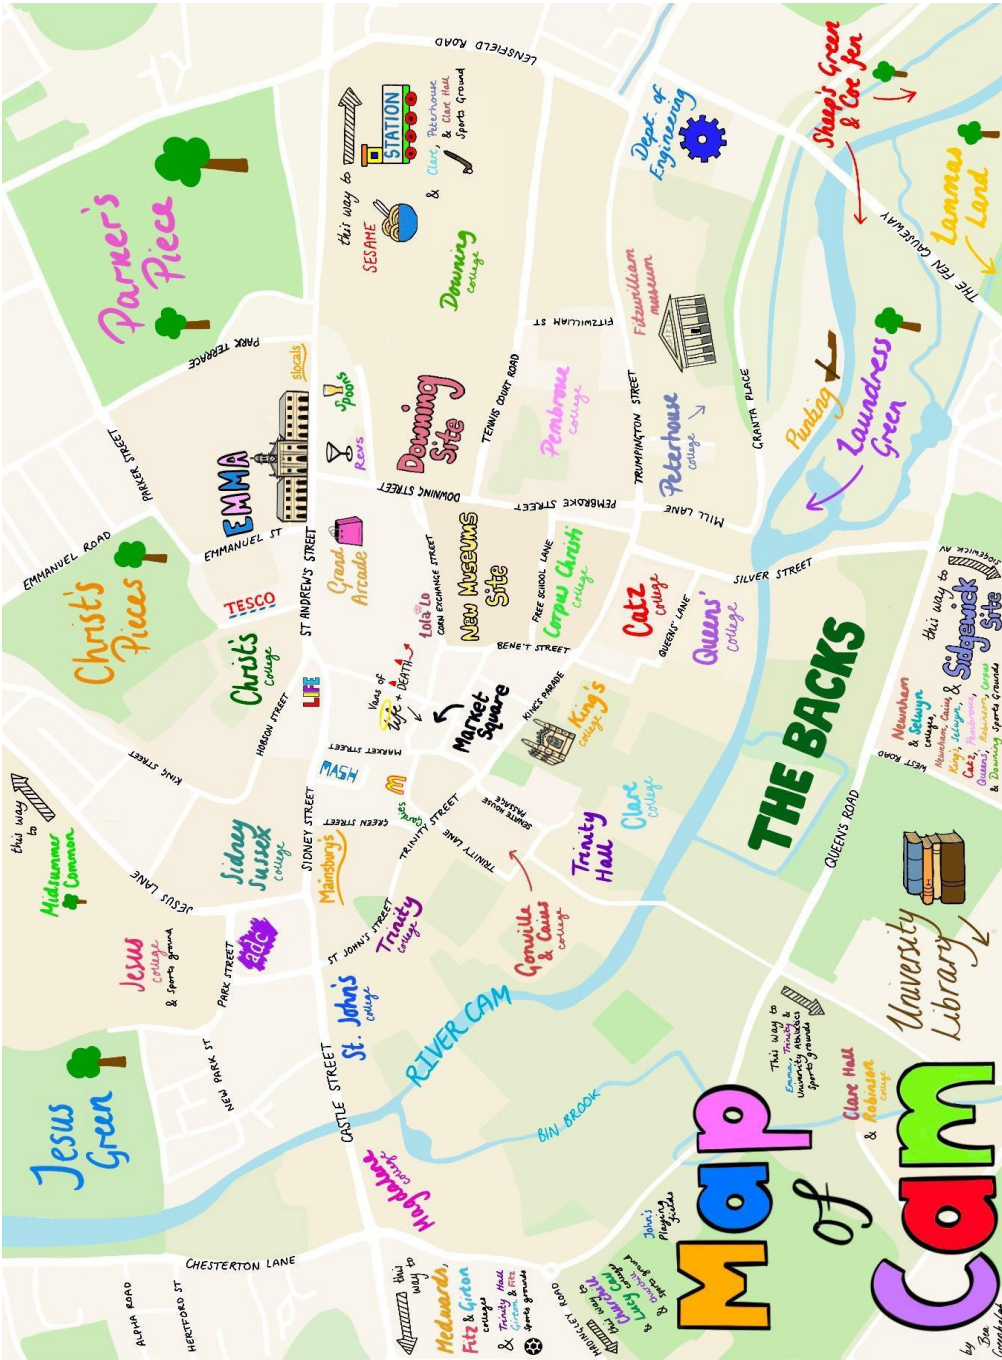 ALPHA ROAD
HERTFORD ST
CHESTERTON LANE
Jesus
Green
NEW PARK ST
PARK STREET
adc
Jesus
college
& sports ground
this way
to
Midsummer
Common
JESUS LANE
KING STREET
HOBSON STREET
Christ's
Pieces
EMMANUEL ROAD
PARKER STREET
Parker's
Piece
PARK TERRACE
EMMANUEL ST
EMMA
slocals
TESCO
Christ's
College
LIFE
Sidney
Sussex
college
SIDNEY STREET
ST ANDREW'S STREET
Mainsbury's
GREEN STREET
MARKET STREET
MASH
Gardies
m
Vans of
Life + DEATH
Grand
Arcade
Revs
Spoons
this way to
STATION
SESAME
& Clare, Peterhouse
& Clare Hall
Sports Ground
LENSFIELD ROAD
Downing
college
Downing
Site
DOWNING STREET
Lola Lo
CORN EXCHANGE STREET
New Museums
Site
Market
Square
BENE'T STREET
FREE SCHOOL LANE
Corpus Christi
College
PEMBROKE STREET
TENNIS COURT ROAD
Pembroke
college
FITZWILLIAM ST
Fitzwilliam
museum
Dept. of
Engineering
TRUMPINGTON STREET
Peterhouse
college
MILL LANE
GRANTA PLACE
Catz
college
QUEENS' LANE
Queens'
college
SILVER STREET
KING'S PARADE
King's
College
SENATE HOUSE
PASSAGE
TRINITY STREET
TRINITY LANE
Trinity
Hall
Clare
college
Gonville
& Caius
college
Trinity
College
ST JOHN'S STREET
St. John's
College
CASTLE STREET
Magdalene
college
RIVER CAM
BIN BROOK
this
way to
Medwards,
Fitz & Girton
colleges
& Trinity Hall
Girton & Fitz
sports grounds
MADINGLEY ROAD
this way to
Churchill
& Lucy Cav
colleges
& Churchill
sports ground
John's
Playing
fields
THE BACKS
QUEEN'S ROAD
WEST ROAD
Punting
Laundress
Green
Sheep's Green
& Coe fen
Lammas
Land
THE FEN CAUSEWAY
SIDGEWICK AV
this way to
Sidgewick
Site
Newnham
& Selwyn
colleges,
Newnham, Caius, &
King's, Selwyn,
Catz, Pembroke,
Queens', Robinson, Corpus
& Downing Sports Grounds
University
Library
This way to
Emma, Trinity &
University Athletics
Sports grounds
Clare Hall
& Robinson
college
Map
of
Cam
by Bea